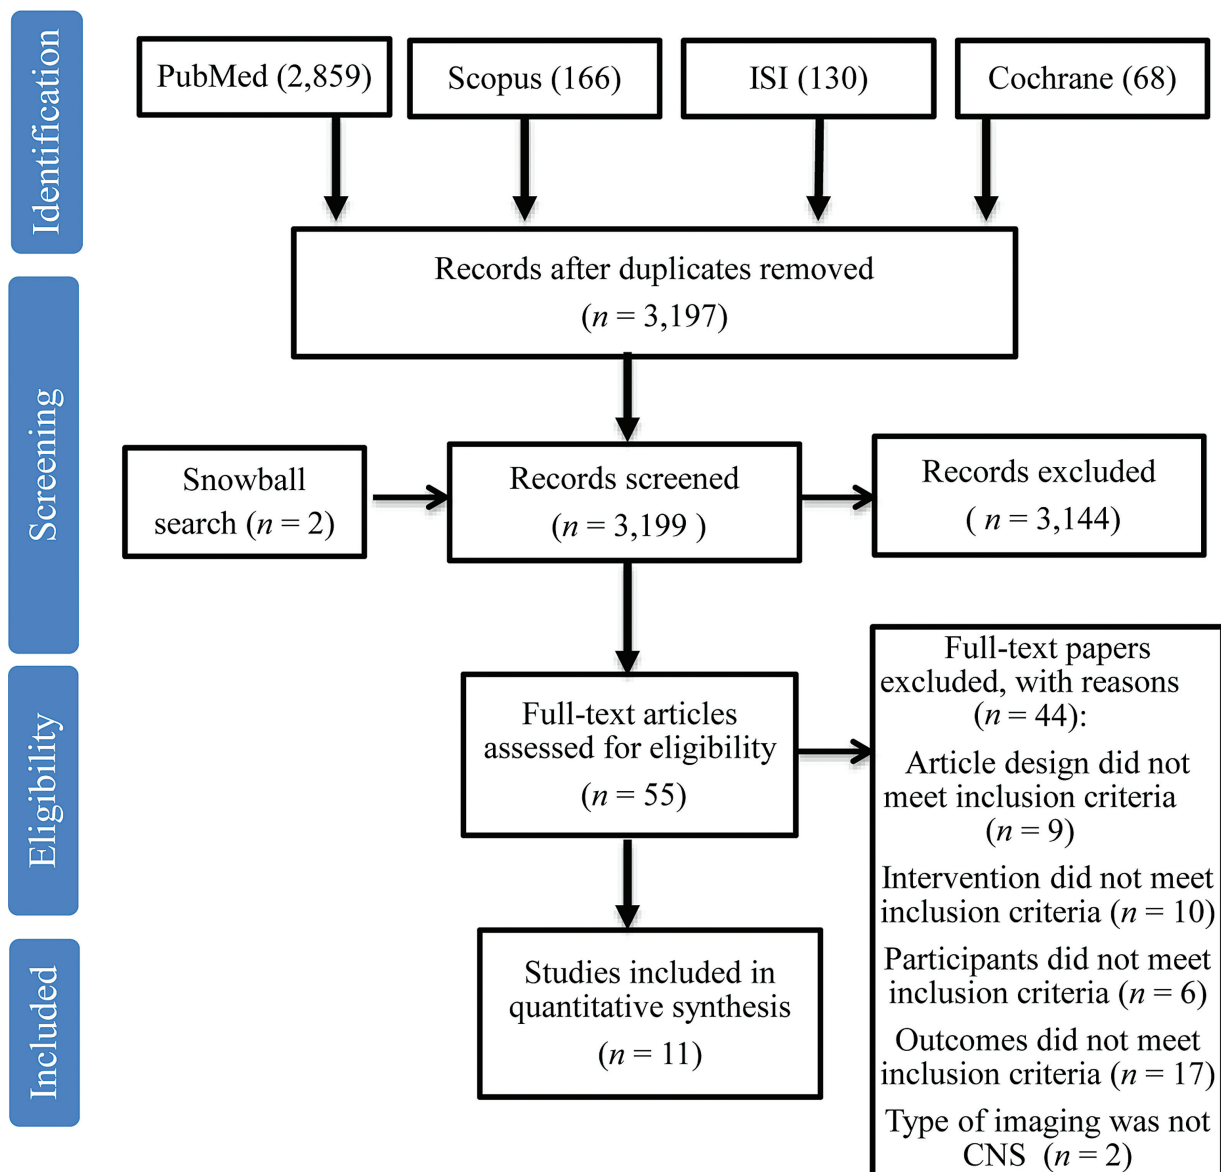 Identification
PubMed (2,859)
Scopus (166)
ISI (130)
Cochrane (68)
Records after duplicates removed
(n = 3,197)
Screening
Snowball
search (n = 2)
Records screened
(n = 3,199 )
Records excluded
( n = 3,144)
Eligibility
Full-text articles
assessed for eligibility
(n = 55)
Full-text papers
excluded, with reasons
(n = 44):
Article design did not
meet inclusion criteria
(n = 9)
Intervention did not meet
inclusion criteria (n = 10)
Participants did not meet
inclusion criteria (n = 6)
Outcomes did not meet
inclusion criteria (n = 17)
Type of imaging was not
CNS (n = 2)
Included
Studies included in
quantitative synthesis
(n = 11)